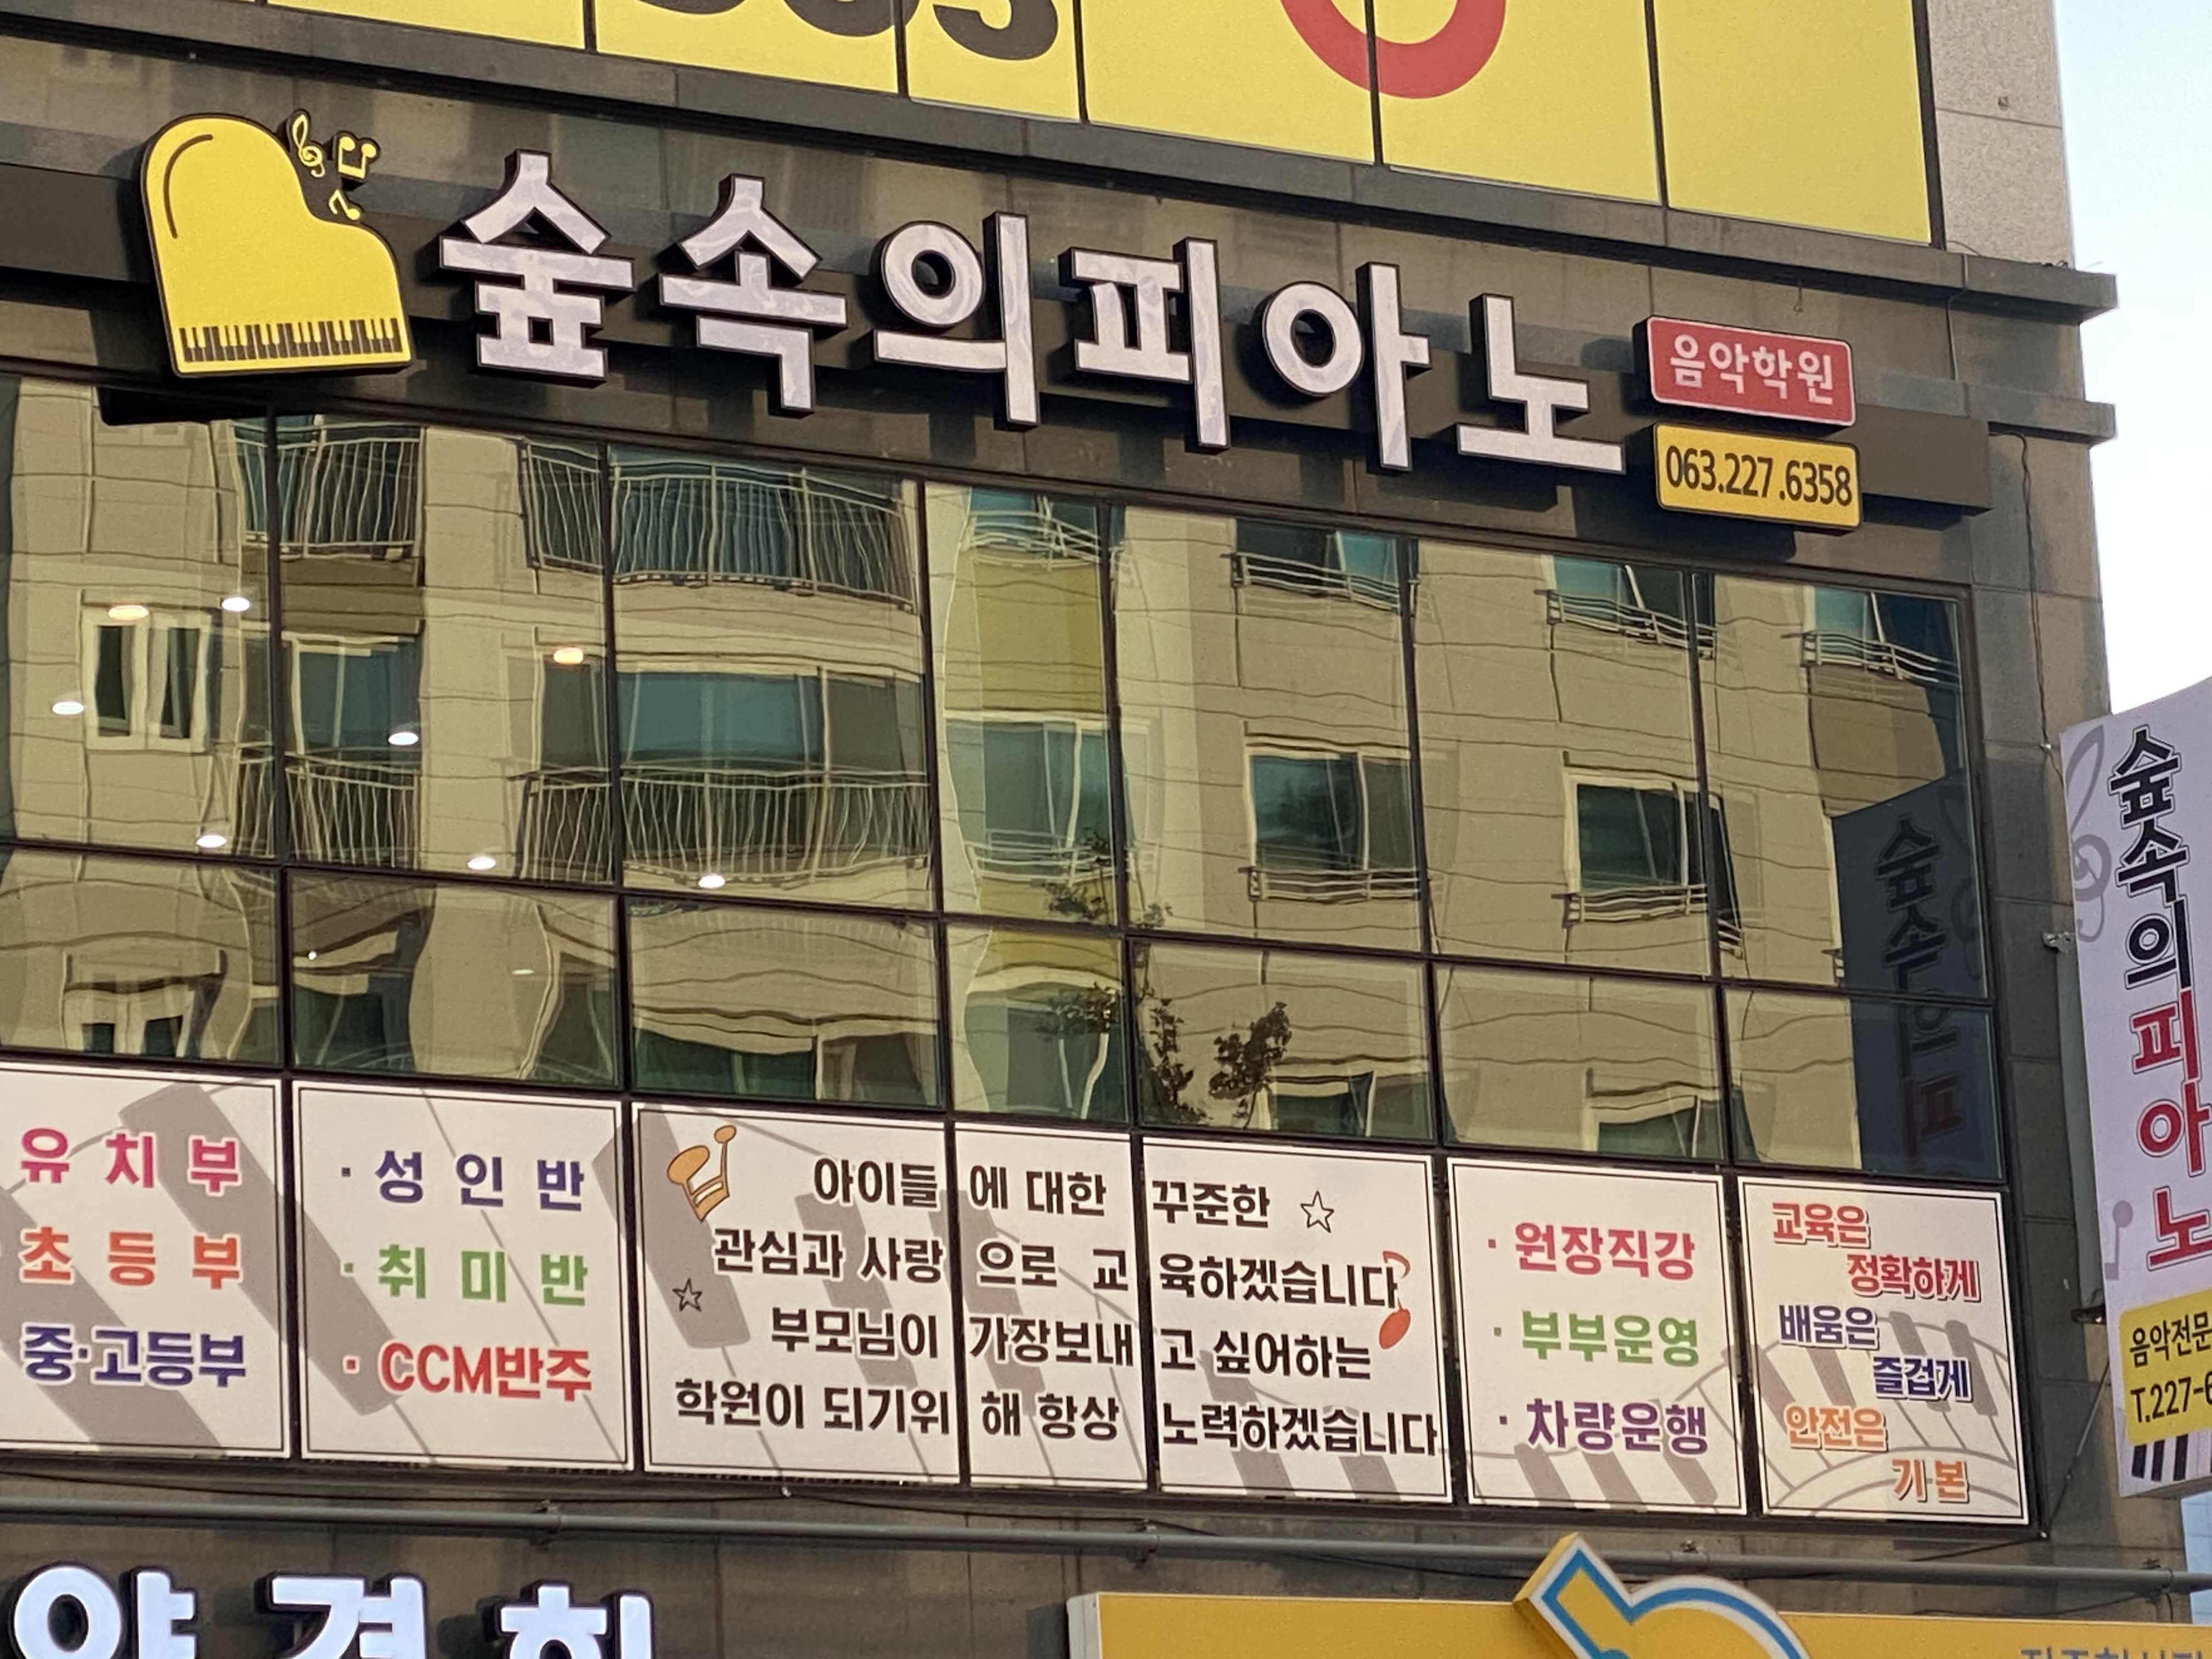 숲속의피아노
음악학원
063.227.6358
숲속의피아노
음악전문
유치부
초등부
중·고등부
· 성인반
· 취미반
· CCM반주
아이들에 대한 꾸준한
관심과 사랑으로 교육하겠습니다
부모님이 가장보내고 싶어하는
학원이 되기위해 항상 노력하겠습니다
· 원장직강
· 부부운영
· 차량운행
교육은
정확하게
배움은
즐겁게
안전은
기본